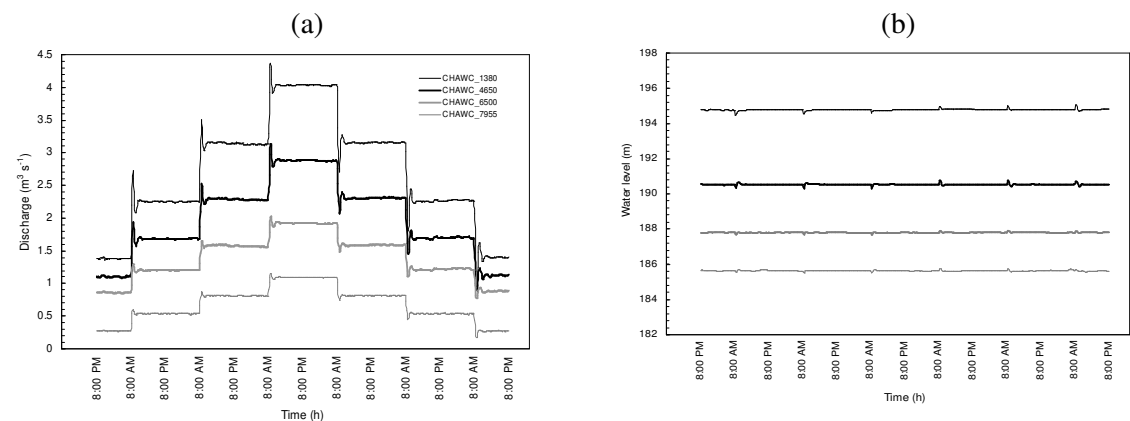 (a)
4.5
4
3.5
3
2.5
2
1.5
1
0.5
0
Discharge (m³ s⁻¹)
CHAWC_1380
CHAWC_4650
CHAWC_6500
CHAWC_7955
8:00 PM
8:00 AM
8:00 PM
8:00 AM
8:00 PM
8:00 AM
8:00 PM
8:00 AM
8:00 PM
8:00 AM
8:00 PM
8:00 AM
8:00 PM
Time (h)
(b)
198
196
194
192
190
188
186
184
182
Water level (m)
8:00 PM
8:00 AM
8:00 PM
8:00 AM
8:00 PM
8:00 AM
8:00 PM
8:00 AM
8:00 PM
8:00 AM
8:00 PM
8:00 AM
8:00 PM
Time (h)